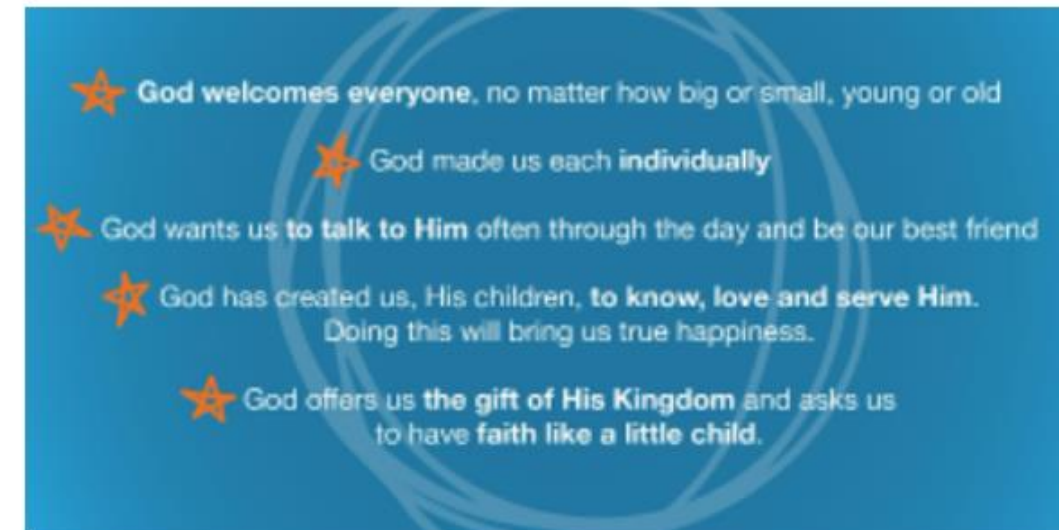 God welcomes everyone, no matter how big or small, young or old
God made us each individually
God wants us to talk to Him often through the day and be our best friend
God has created us, His children, to know, love and serve Him.
Doing this will bring us true happiness.
God offers us the gift of His Kingdom and asks us
to have faith like a little child.